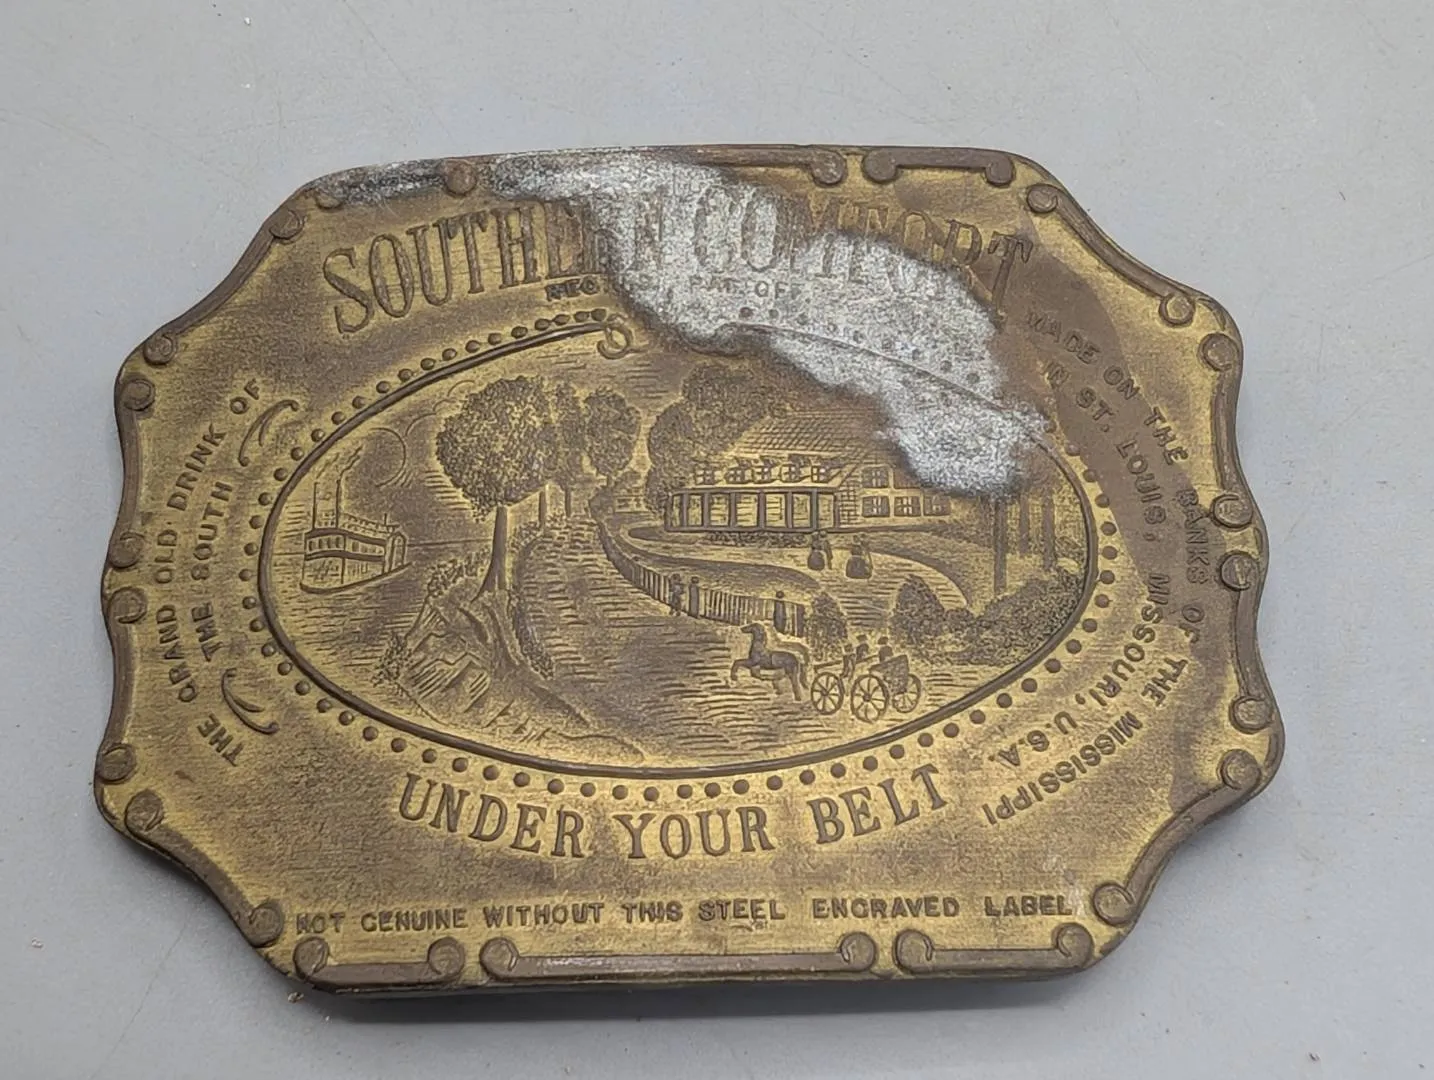 SOUTHERN COMFORT
REG. U.S. PAT. OFF.
THE GRAND OLD DRINK OF
THE SOUTH
MADE ON THE BANKS OF THE MISSISSIPPI
IN ST. LOUIS, MISSOURI, U.S.A.
UNDER YOUR BELT
NOT GENUINE WITHOUT THIS STEEL ENGRAVED LABEL